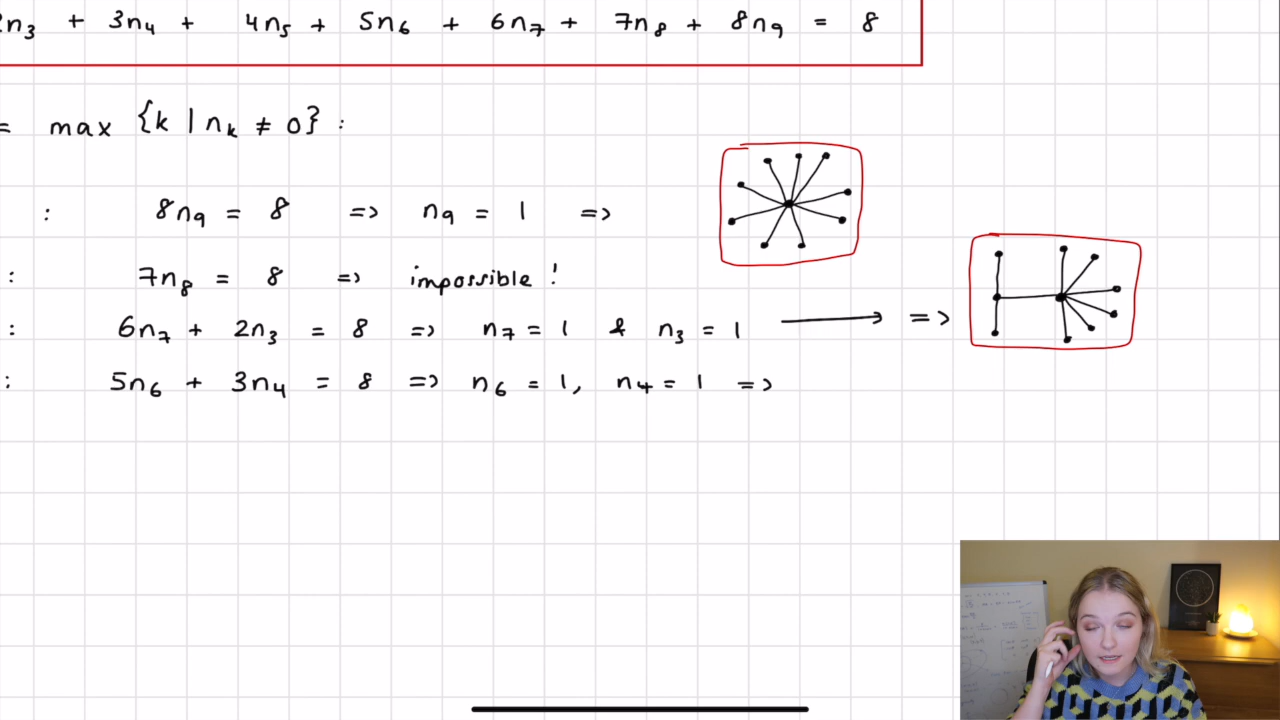 2n₃ + 3n₄ + 4n₅ + 5n₆ + 6n₇ + 7n₈ + 8n₉ = 8
= max {k | nₖ ≠ 0} :
: 8n₉ = 8 => n₉ = 1 =>
: 7n₈ = 8 => impossible !
: 6n₇ + 2n₃ = 8 => n₇ = 1 & n₃ = 1 ⟶ =>
: 5n₆ + 3n₄ = 8 => n₆ = 1, n₄ = 1 =>